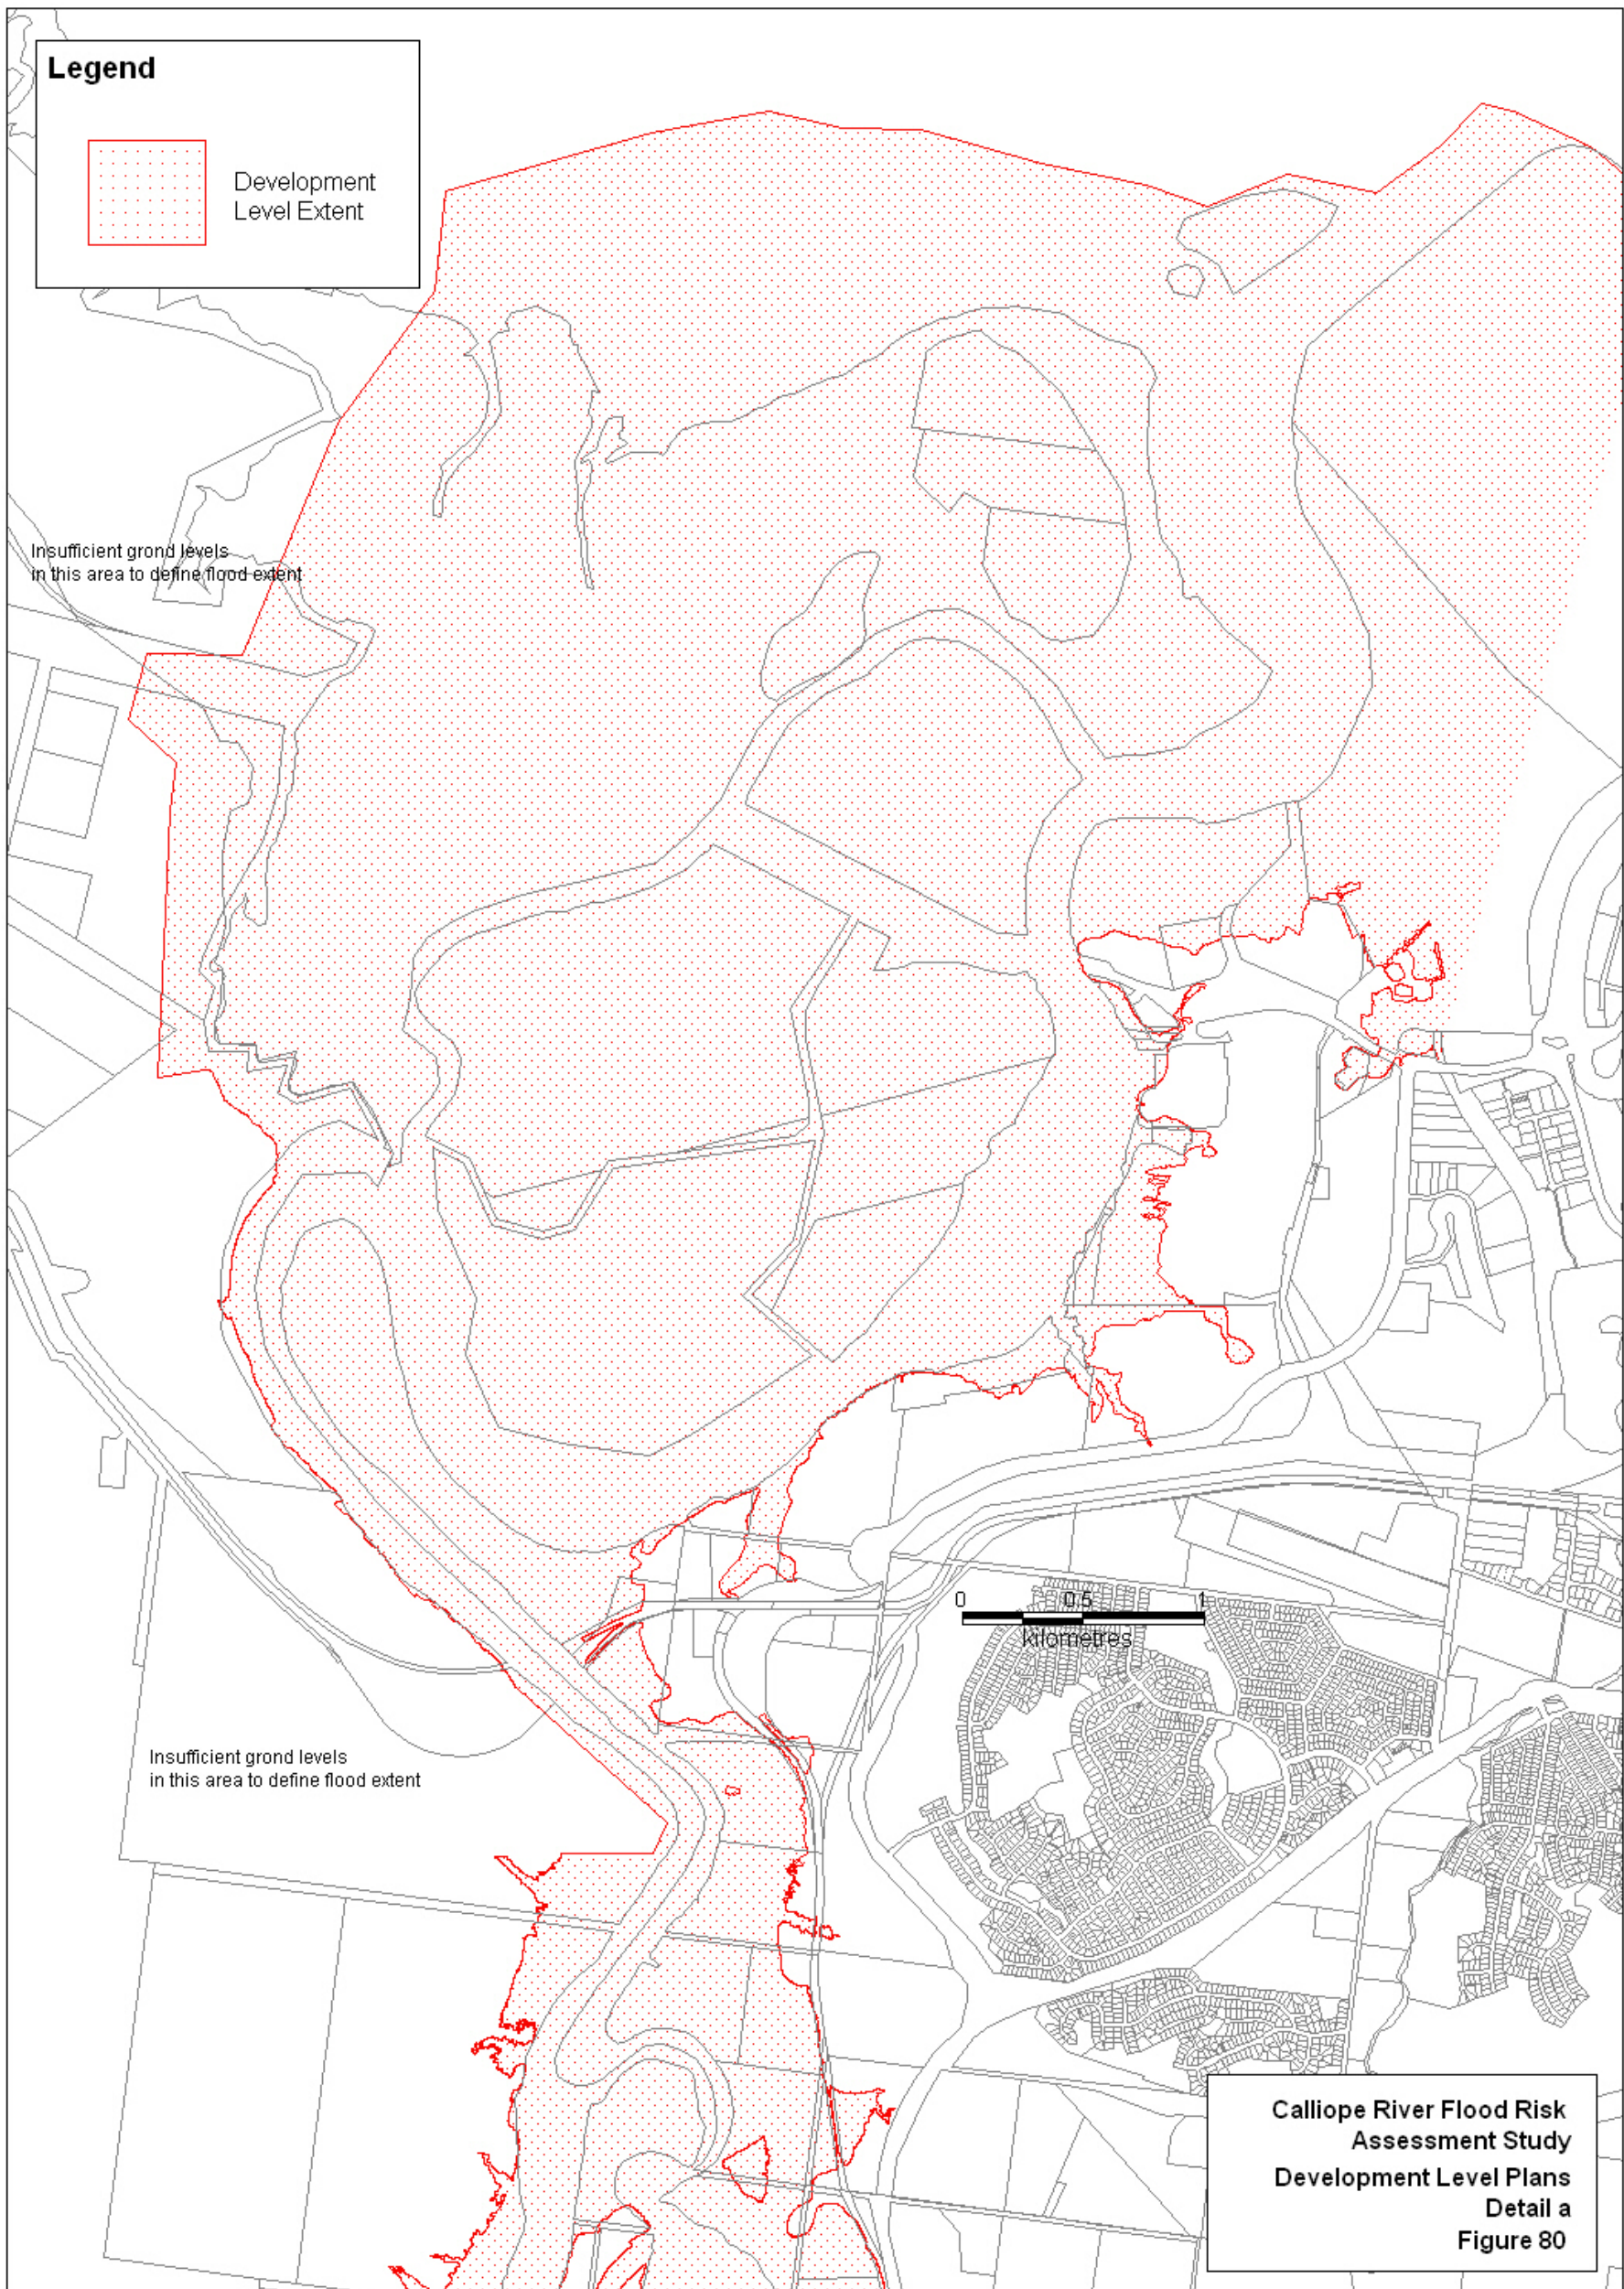 Legend
Development
Level Extent
Insufficient grond levels
in this area to define flood extent
0 0.5 1
kilometres
Insufficient grond levels
in this area to define flood extent
Calliope River Flood Risk
Assessment Study
Development Level Plans
Detail a
Figure 80